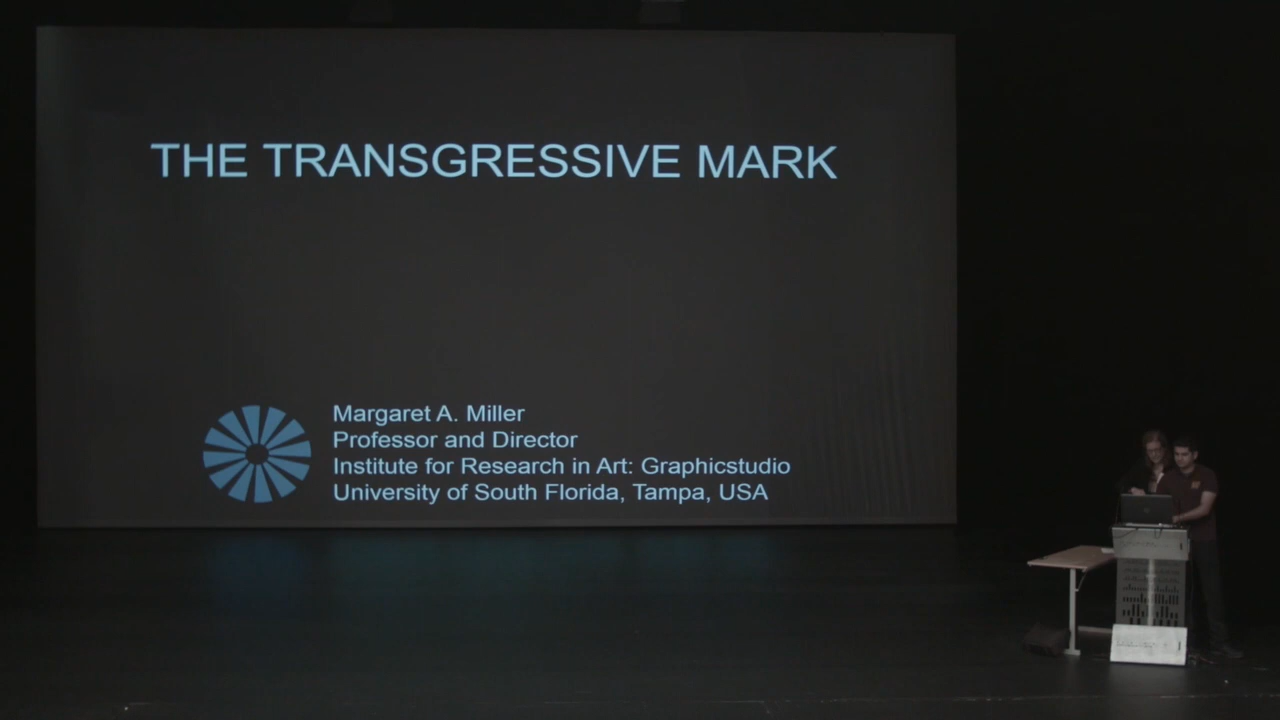 THE TRANSGRESSIVE MARK
Margaret A. Miller
Professor and Director
Institute for Research in Art: Graphicstudio
University of South Florida, Tampa, USA